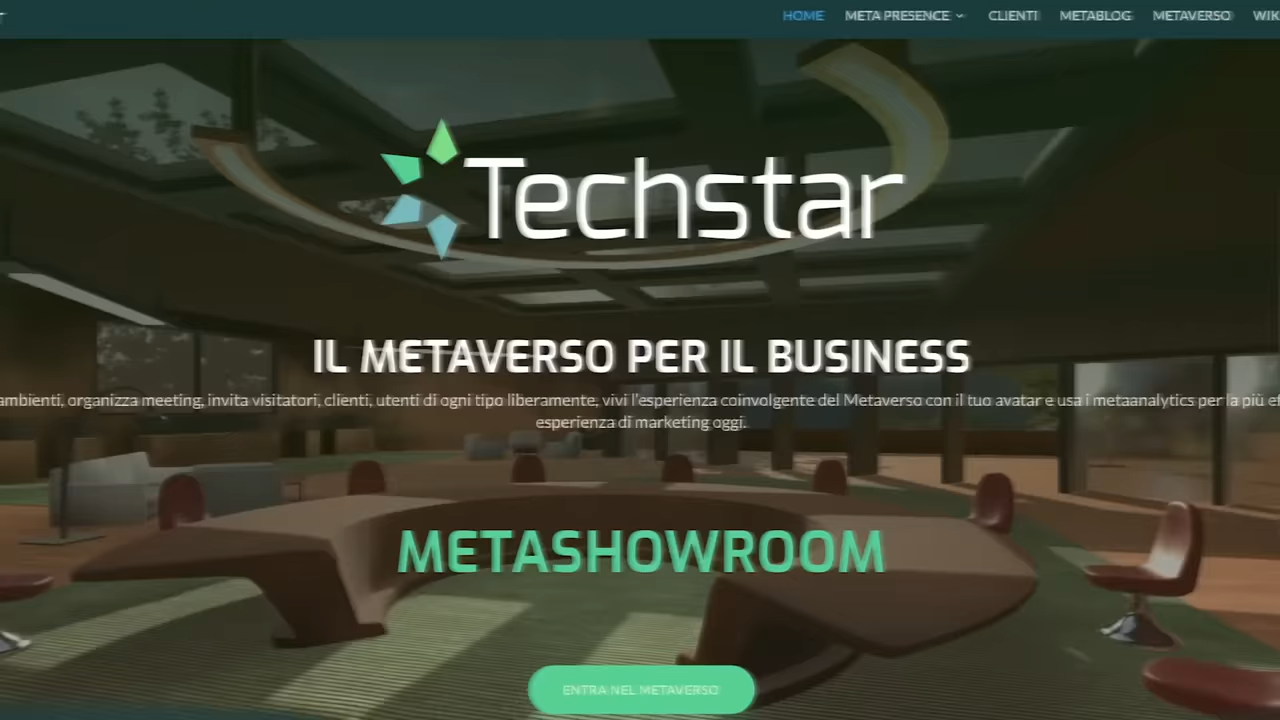 HOME META PRESENCE CLIENTI METABLOG METAVERSO
Techstar
IL METAVERSO PER IL BUSINESS
ambienti, organizza meeting, invita visitatori, clienti, utenti di ogni tipo liberamente, vivi l'esperienza coinvolgente del Metaverso con il tuo avatar e usa i metaanalytics per la più
esperienza di marketing oggi.
METASHOWROOM
ENTRA NEL METAVERSO